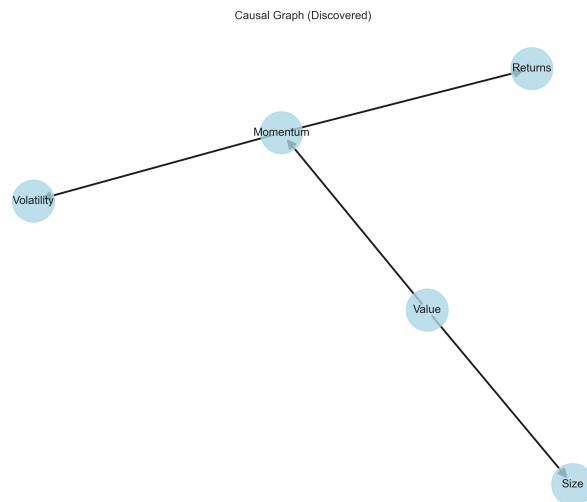 Causal Graph (Discovered)
Returns
Momentum
Volatility
Value
Size